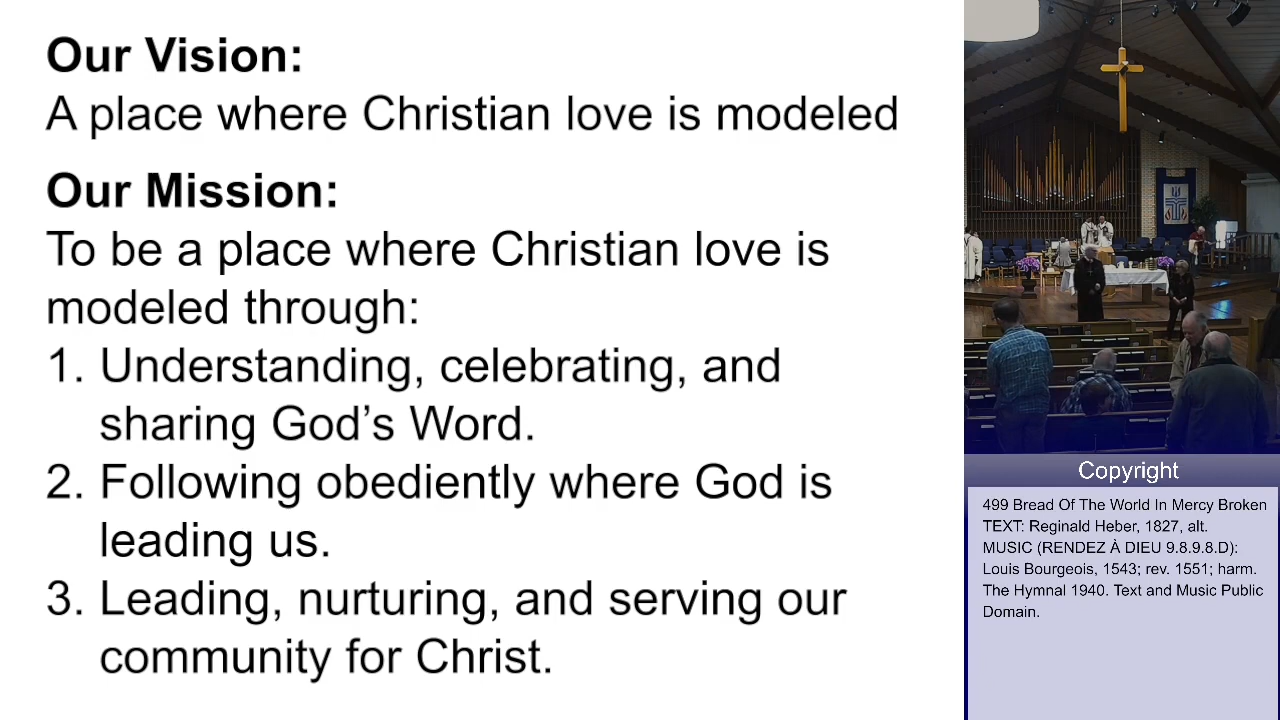 Our Vision:
A place where Christian love is modeled
Our Mission:
To be a place where Christian love is
modeled through:
1. Understanding, celebrating, and
sharing God’s Word.
2. Following obediently where God is
leading us.
3. Leading, nurturing, and serving our
community for Christ.
Copyright
499 Bread Of The World In Mercy Broken
TEXT: Reginald Heber, 1827, alt.
MUSIC (RENDEZ À DIEU 9.8.9.8.D):
Louis Bourgeois, 1543; rev. 1551; harm.
The Hymnal 1940. Text and Music Public
Domain.